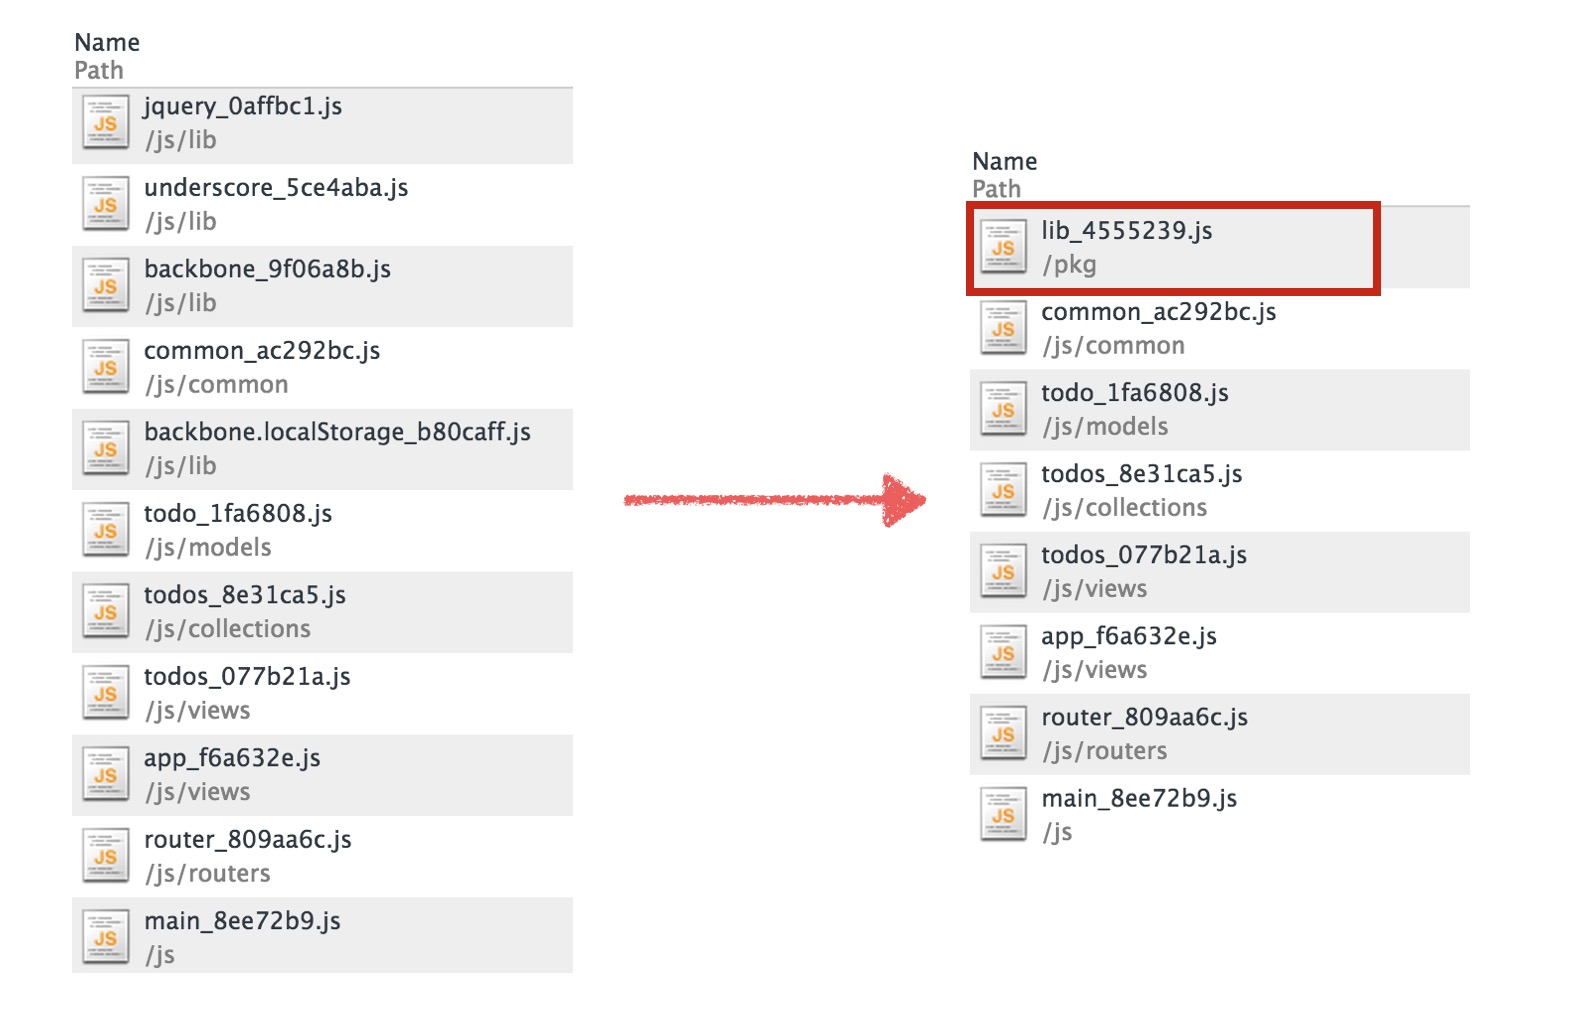 Name
Path
JS
jquery_0affbc1.js
/js/lib
JS
underscore_5ce4aba.js
/js/lib
JS
backbone_9f06a8b.js
/js/lib
JS
common_ac292bc.js
/js/common
JS
backbone.localStorage_b80caff.js
/js/lib
JS
todo_1fa6808.js
/js/models
JS
todos_8e31ca5.js
/js/collections
JS
todos_077b21a.js
/js/views
JS
app_f6a632e.js
/js/views
JS
router_809aa6c.js
/js/routers
JS
main_8ee72b9.js
/js
Name
Path
JS
lib_4555239.js
/pkg
JS
common_ac292bc.js
/js/common
JS
todo_1fa6808.js
/js/models
JS
todos_8e31ca5.js
/js/collections
JS
todos_077b21a.js
/js/views
JS
app_f6a632e.js
/js/views
JS
router_809aa6c.js
/js/routers
JS
main_8ee72b9.js
/js